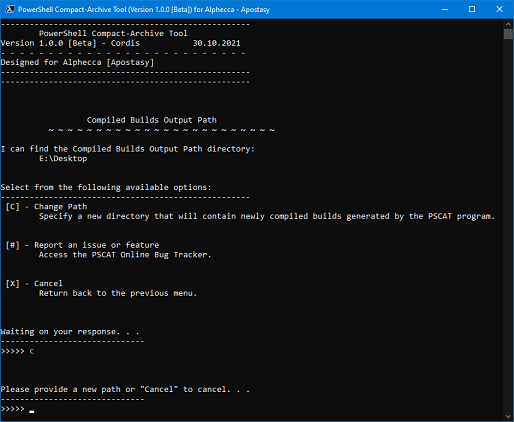 PowerShell Compact-Archive Tool (Version 1.0.0 [Beta]) for Alphecca - Apostasy
------------------------------------------------------
PowerShell Compact-Archive Tool
Version 1.0.0 [Beta] - Cordis 30.10.2021
- - - - - - - - - - - - - - - - - - - - - - - - - -
Designed for Alphecca [Apostasy]
------------------------------------------------------
------------------------------------------------------
Compiled Builds Output Path
~ ~ ~ ~ ~ ~ ~ ~ ~ ~ ~ ~ ~ ~ ~ ~ ~ ~ ~ ~ ~ ~ ~ ~
I can find the Compiled Builds Output Path directory:
E:\Desktop
Select from the following available options:
------------------------------------------------------
[C] - Change Path
Specify a new directory that will contain newly compiled builds generated by the PSCAT program.
[#] - Report an issue or feature
Access the PSCAT Online Bug Tracker.
[X] - Cancel
Return back to the previous menu.
Waiting on your response. . .
------------------------------
>>>>> c
Please provide a new path or "Cancel" to cancel. . .
------------------------------
>>>>> _